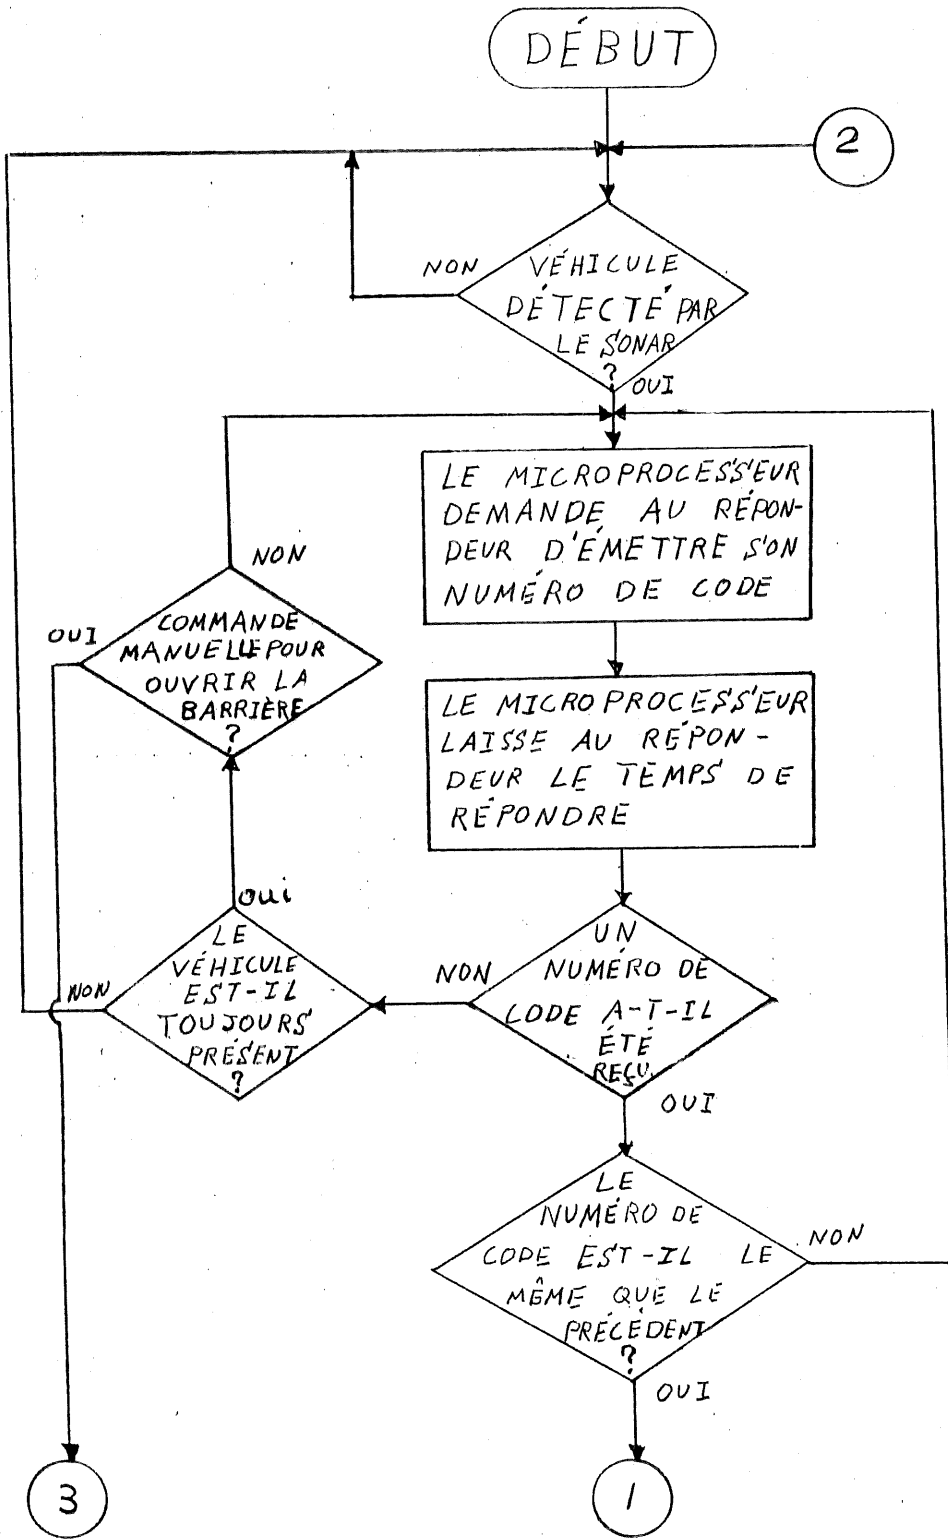 DÉBUT
2
NON
VÉHICULE
DÉTECTÉ PAR
LE SONAR
?
OUI
LE MICROPROCESSEUR
DEMANDE AU RÉPON-
DEUR D'ÉMETTRE SON
NUMÉRO DE CODE
NON
OUI
COMMANDE
MANUELLE POUR
OUVRIR LA
BARRIÈRE
?
LE MICROPROCESSEUR
LAISSE AU RÉPON-
DEUR LE TEMPS DE
RÉPONDRE
OUi
LE
VÉHICULE
EST-IL
TOUJOURS
PRÉSENT
?
NON
NON
UN
NUMÉRO DE
CODE A-T-IL
ÉTÉ
REÇU
OUI
LE
NUMÉRO DE
CODE EST-IL LE
MÊME QUE LE
PRÉCÉDENT
?
NON
OUI
3
1